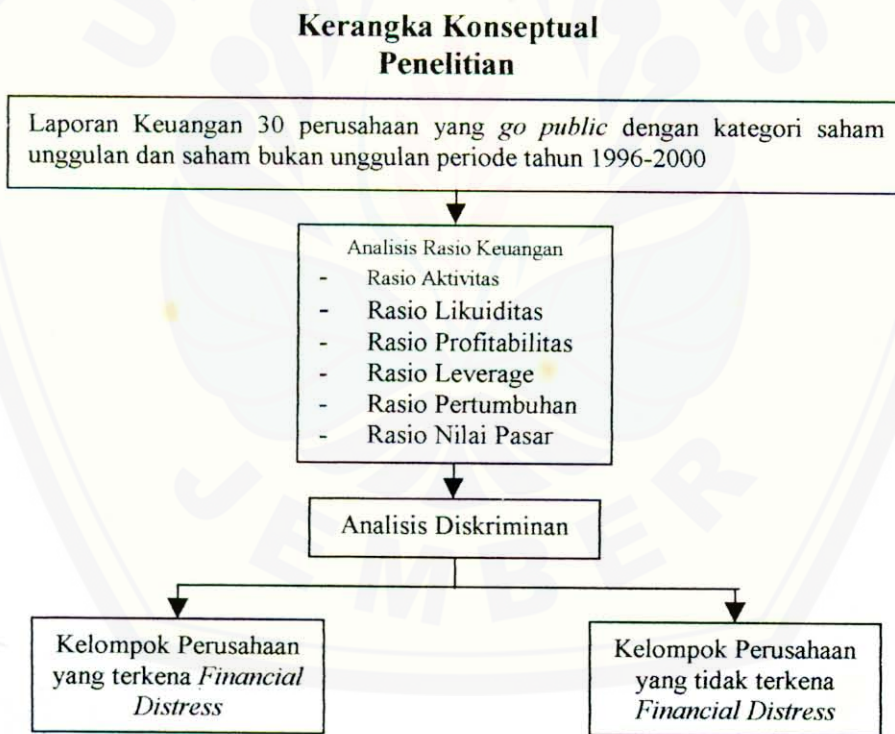 Kerangka Konseptual
Penelitian
Laporan Keuangan 30 perusahaan yang go public dengan kategori saham
unggulan dan saham bukan unggulan periode tahun 1996-2000
Analisis Rasio Keuangan
- Rasio Aktivitas
- Rasio Likuiditas
- Rasio Profitabilitas
- Rasio Leverage
- Rasio Pertumbuhan
- Rasio Nilai Pasar
Analisis Diskriminan
Kelompok Perusahaan
yang terkena Financial
Distress
Kelompok Perusahaan
yang tidak terkena
Financial Distress
JEMBER